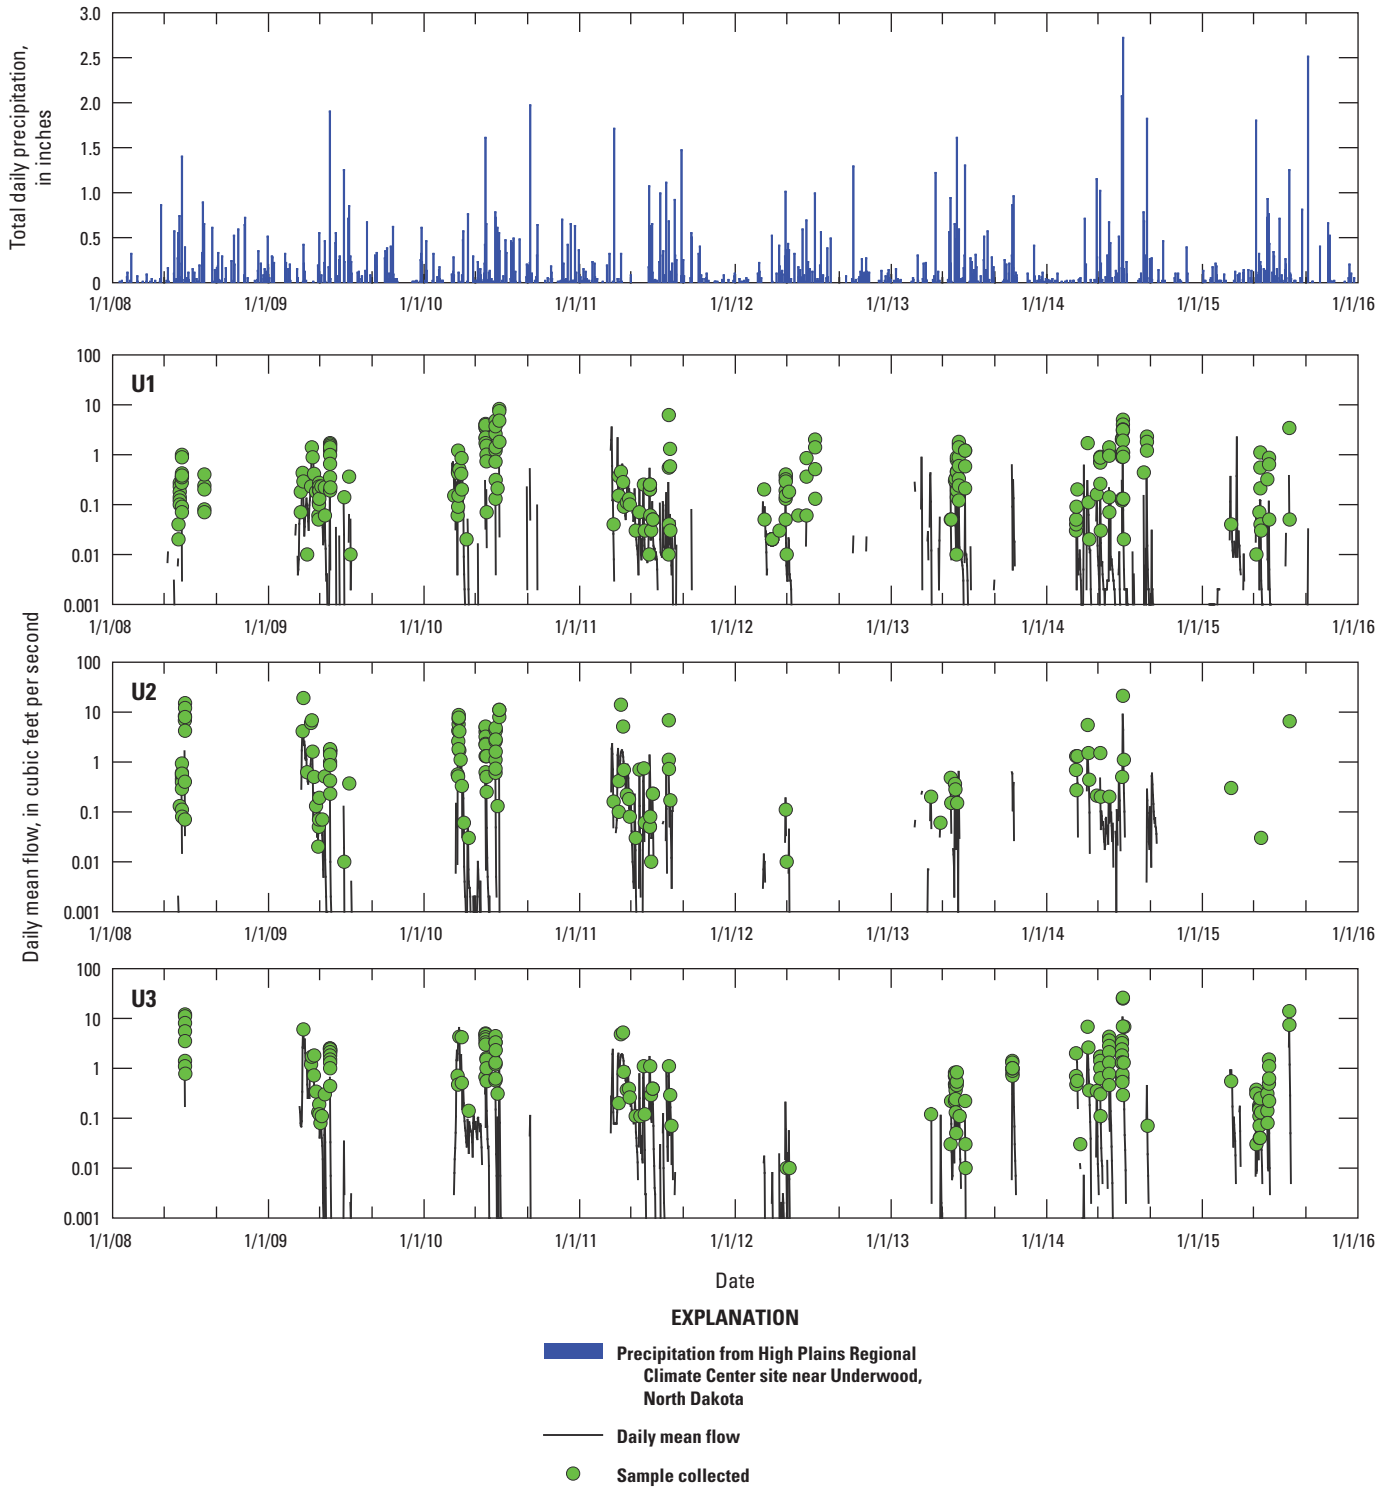 Total daily precipitation,
in inches
3.0
2.5
2.0
1.5
1.0
0.5
0
1/1/08 1/1/09 1/1/10 1/1/11 1/1/12 1/1/13 1/1/14 1/1/15 1/1/16
Daily mean flow, in cubic feet per second
U1
100
10
1
0.1
0.01
0.001
1/1/08 1/1/09 1/1/10 1/1/11 1/1/12 1/1/13 1/1/14 1/1/15 1/1/16
U2
100
10
1
0.1
0.01
0.001
1/1/08 1/1/09 1/1/10 1/1/11 1/1/12 1/1/13 1/1/14 1/1/15 1/1/16
U3
100
10
1
0.1
0.01
0.001
1/1/08 1/1/09 1/1/10 1/1/11 1/1/12 1/1/13 1/1/14 1/1/15 1/1/16
Date
EXPLANATION
Precipitation from High Plains Regional
Climate Center site near Underwood,
North Dakota
Daily mean flow
Sample collected